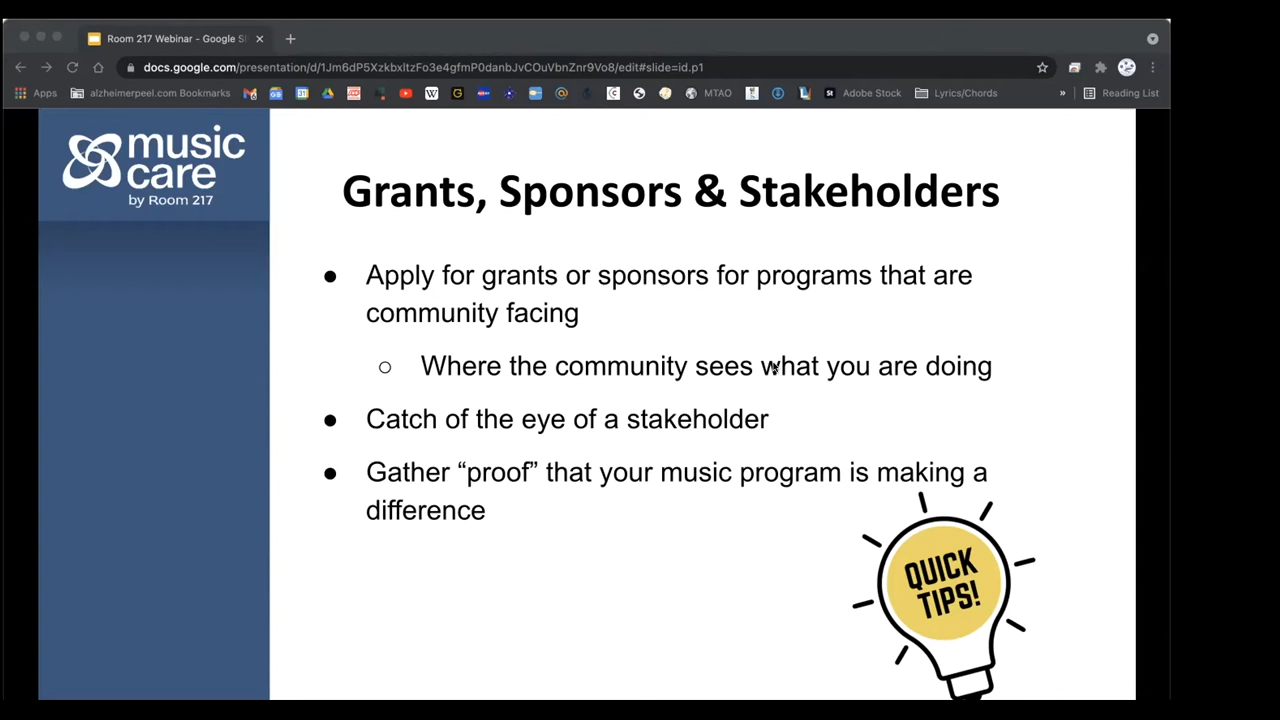 Room 217 Webinar - Google Sl
docs.google.com/presentation/d/1Jm6dP5XzkbxltzFo3e4gfmP0danbJvCOuVbnZnr9Vo8/edit#slide=id.p1
Apps alzheimerpeel.com Bookmarks MTAO Adobe Stock Lyrics/Chords » Reading List
music
care
by Room 217
Grants, Sponsors & Stakeholders
● Apply for grants or sponsors for programs that are
community facing
○ Where the community sees what you are doing
● Catch of the eye of a stakeholder
● Gather “proof” that your music program is making a
difference
QUICK
TIPS!